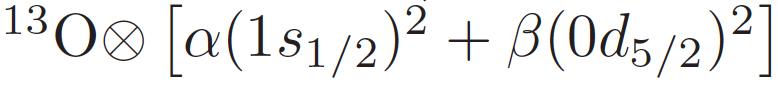 ¹³O⊗ [α(1s₁/₂)² + β(0d₅/₂)²]